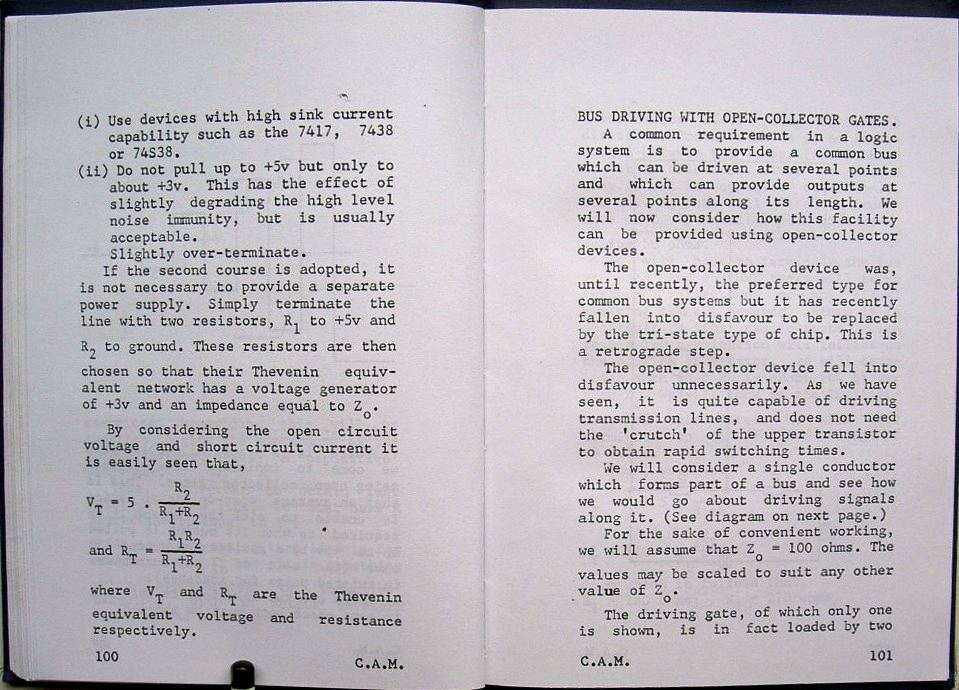 (i) Use devices with high sink current
capability such as the 7417, 7438
or 74S38.
(ii) Do not pull up to +5v but only to
about +3v. This has the effect of
slightly degrading the high level
noise immunity, but is usually
acceptable.
Slightly over-terminate.
If the second course is adopted, it
is not necessary to provide a separate
power supply. Simply terminate the
line with two resistors, R₁ to +5v and
R₂ to ground. These resistors are then
chosen so that their Thevenin equiv-
alent network has a voltage generator
of +3v and an impedance equal to Zₒ.
By considering the open circuit
voltage and short circuit current it
is easily seen that,
V_T = 5 . R₂ / R₁+R₂
and R_T = R₁R₂ / R₁+R₂
where V_T and R_T are the Thevenin
equivalent voltage and resistance
respectively.
100
C.A.M.
BUS DRIVING WITH OPEN-COLLECTOR GATES.
A common requirement in a logic
system is to provide a common bus
which can be driven at several points
and which can provide outputs at
several points along its length. We
will now consider how this facility
can be provided using open-collector
devices.
The open-collector device was,
until recently, the preferred type for
common bus systems but it has recently
fallen into disfavour to be replaced
by the tri-state type of chip. This is
a retrograde step.
The open-collector device fell into
disfavour unnecessarily. As we have
seen, it is quite capable of driving
transmission lines, and does not need
the 'crutch' of the upper transistor
to obtain rapid switching times.
We will consider a single conductor
which forms part of a bus and see how
we would go about driving signals
along it. (See diagram on next page.)
For the sake of convenient working,
we will assume that Zₒ = 100 ohms. The
values may be scaled to suit any other
value of Zₒ.
The driving gate, of which only one
is shown, is in fact loaded by two
C.A.M.
101